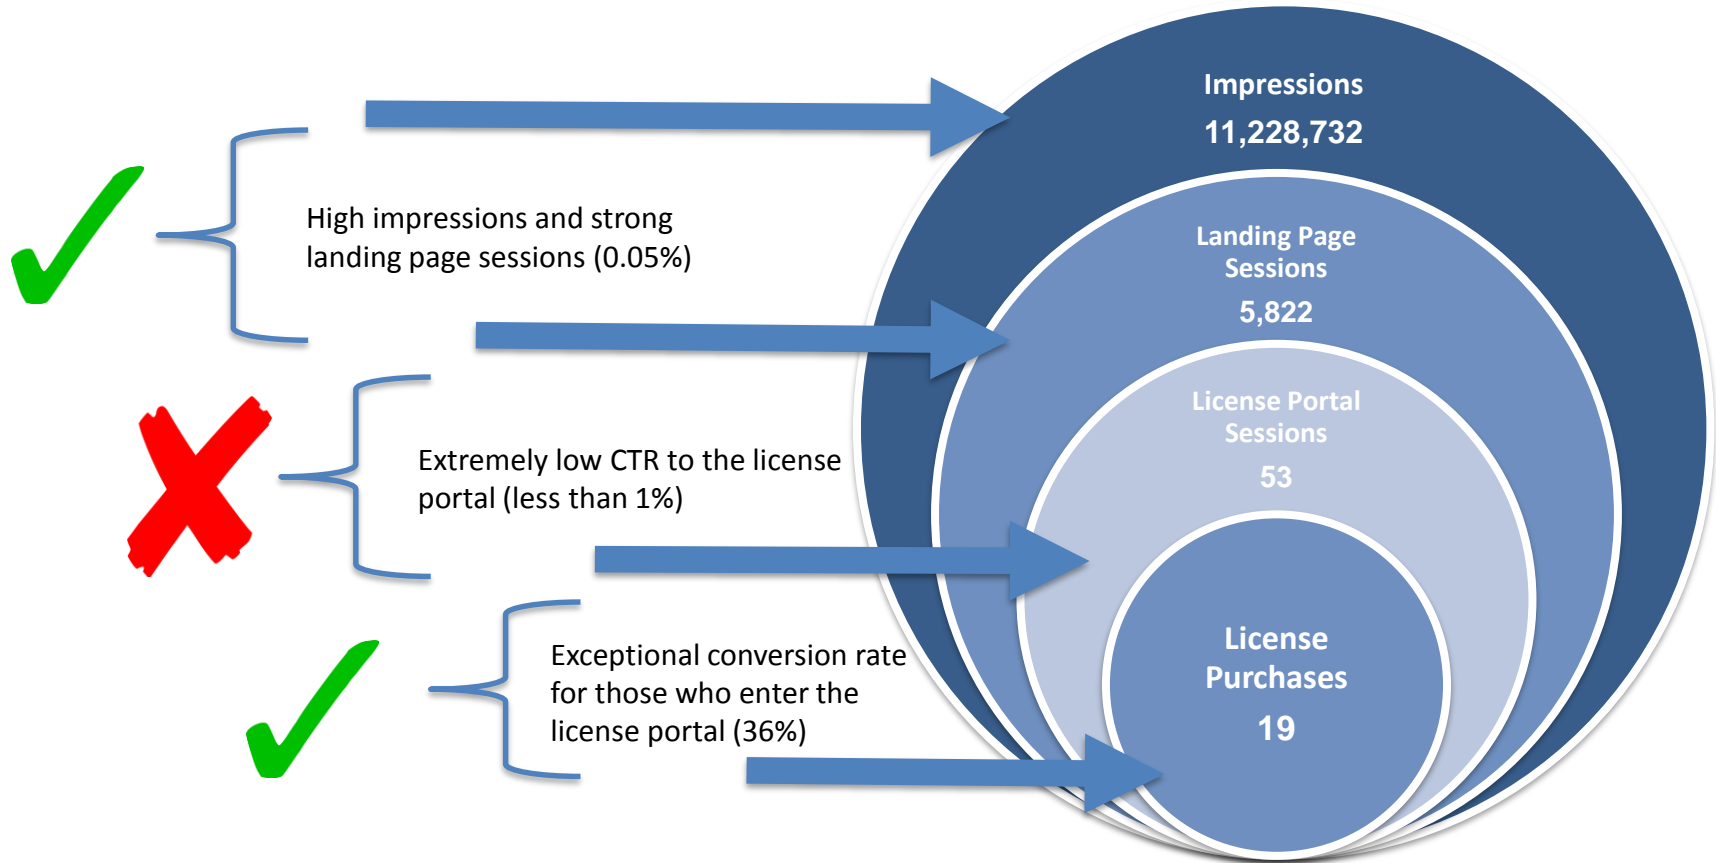 Impressions
11,228,732
High impressions and strong
landing page sessions (0.05%)
Landing Page
Sessions
5,822
Extremely low CTR to the license
portal (less than 1%)
License Portal
Sessions
53
Exceptional conversion rate
for those who enter the
license portal (36%)
License
Purchases
19